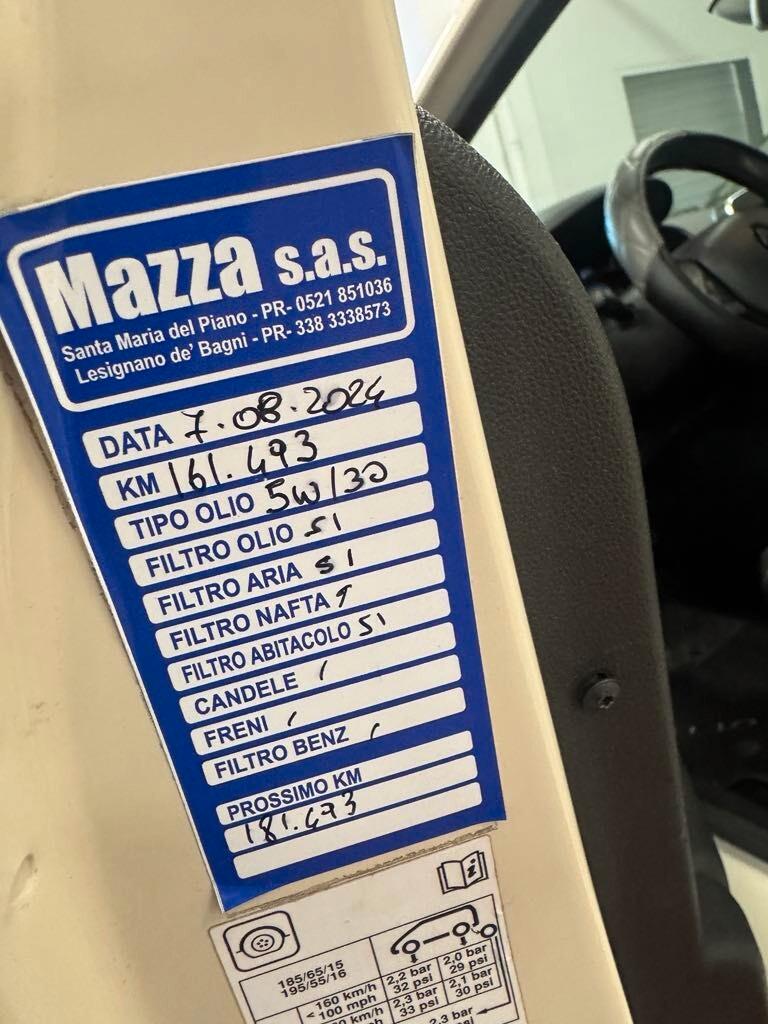 Mazza s.a.s.
Santa Maria del Piano - PR- 0521 851036
Lesignano de' Bagni - PR- 338 3338573
DATA 7.08.2024
KM 161.493
TIPO OLIO 5W/30
FILTRO OLIO SI
FILTRO ARIA SI
FILTRO NAFTA
FILTRO ABITACOLO SI
CANDELE /
FRENI /
FILTRO BENZ /
PROSSIMO KM
181.493
i
185/65/15
195/55/16
160 km/h
< 100 mph
2,2 bar
32 psi
2,0 bar
29 psi
2,3 bar
33 psi
2,1 bar
30 psi